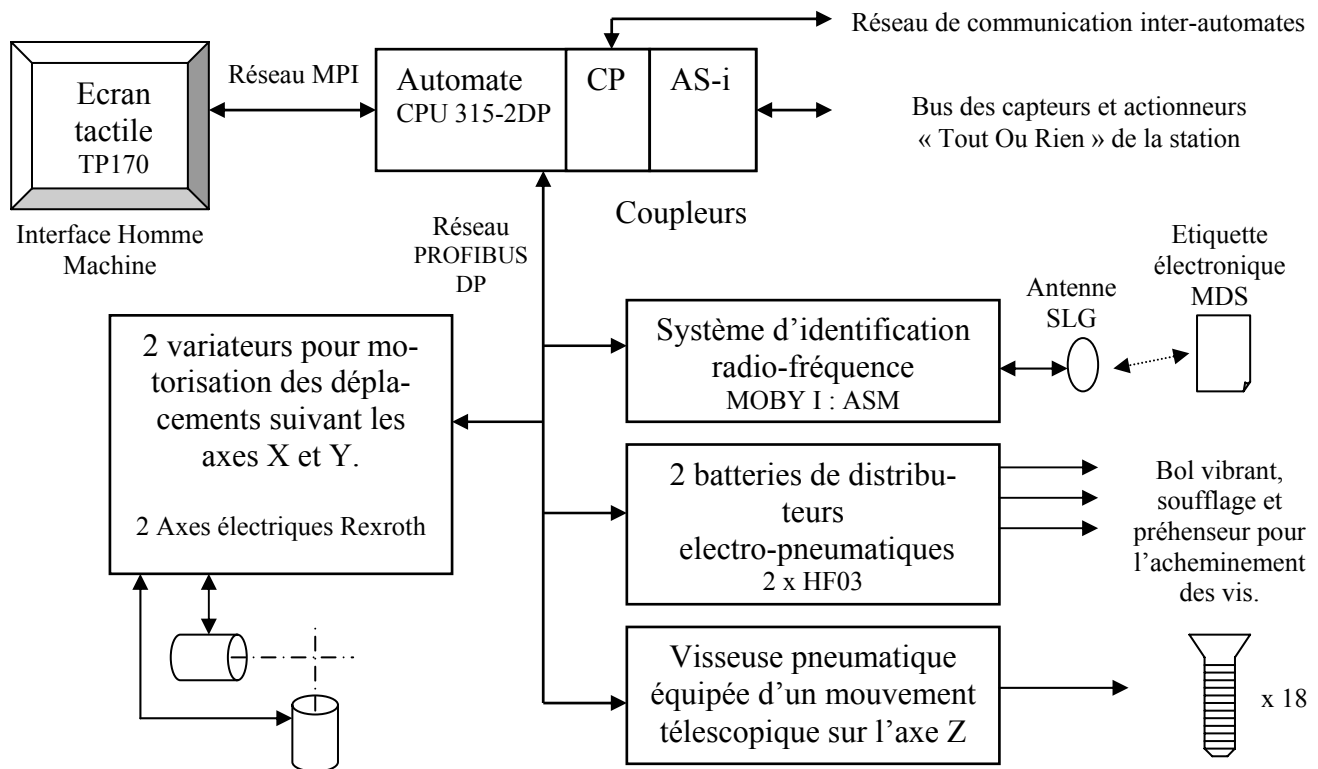 Réseau de communication inter-automates
Ecran
tactile
TP170
Réseau MPI
Automate
CPU 315-2DP
CP
AS-i
Bus des capteurs et actionneurs
« Tout Ou Rien » de la station
Interface Homme
Machine
Coupleurs
Réseau
PROFIBUS
DP
2 variateurs pour mo-
torisation des dépla-
cements suivant les
axes X et Y.
2 Axes électriques Rexroth
Système d’identification
radio-fréquence
MOBY I : ASM
Antenne
SLG
Etiquette
électronique
MDS
2 batteries de distribu-
teurs
electro-pneumatiques
2 x HF03
Bol vibrant,
soufflage et
préhenseur pour
l’acheminement
des vis.
Visseuse pneumatique
équipée d’un mouvement
télescopique sur l’axe Z
x 18